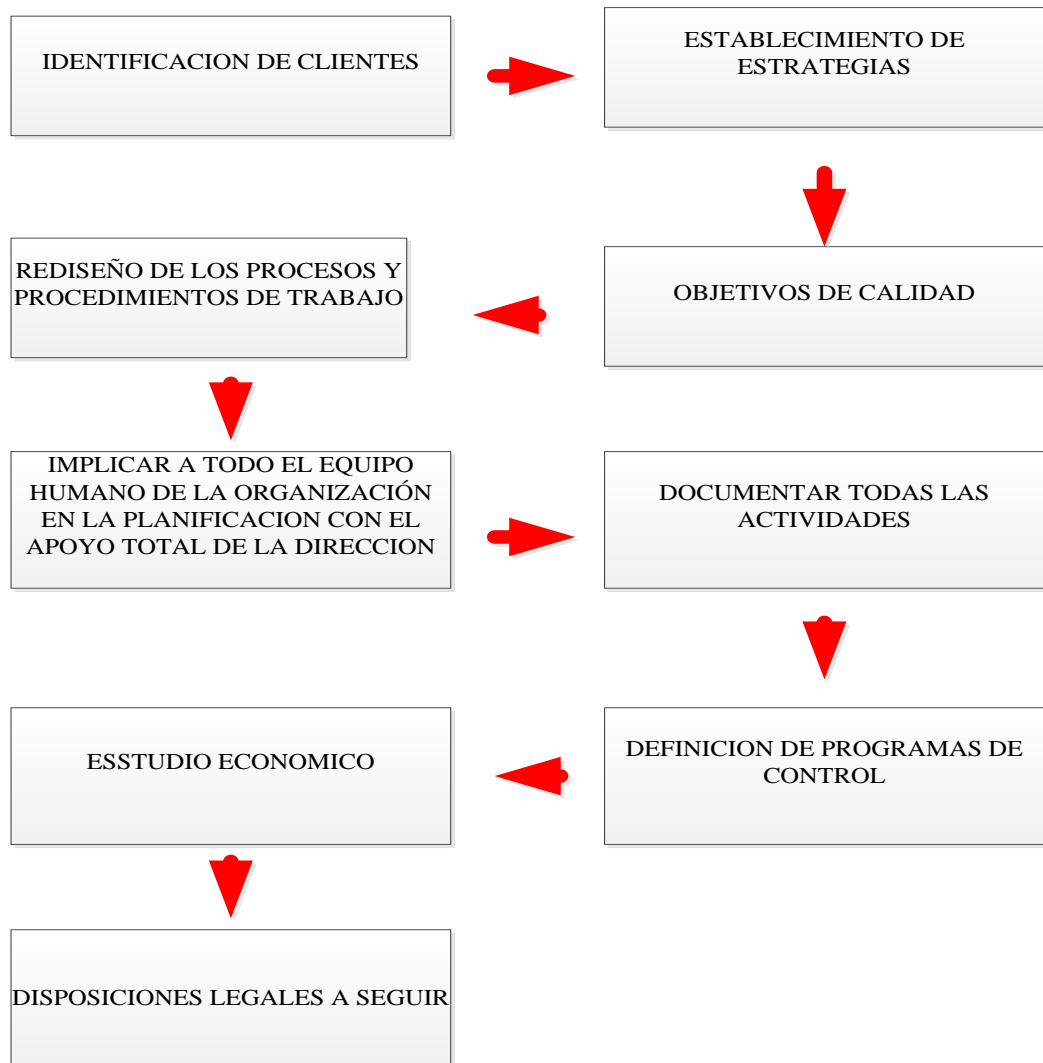 IDENTIFICACION DE CLIENTES
ESTABLECIMIENTO DE
ESTRATEGIAS
OBJETIVOS DE CALIDAD
REDISEÑO DE LOS PROCESOS Y
PROCEDIMIENTOS DE TRABAJO
IMPLICAR A TODO EL EQUIPO
HUMANO DE LA ORGANIZACIÓN
EN LA PLANIFICACION CON EL
APOYO TOTAL DE LA DIRECCION
DOCUMENTAR TODAS LAS
ACTIVIDADES
DEFINICION DE PROGRAMAS DE
CONTROL
ESSTUDIO ECONOMICO
DISPOSICIONES LEGALES A SEGUIR